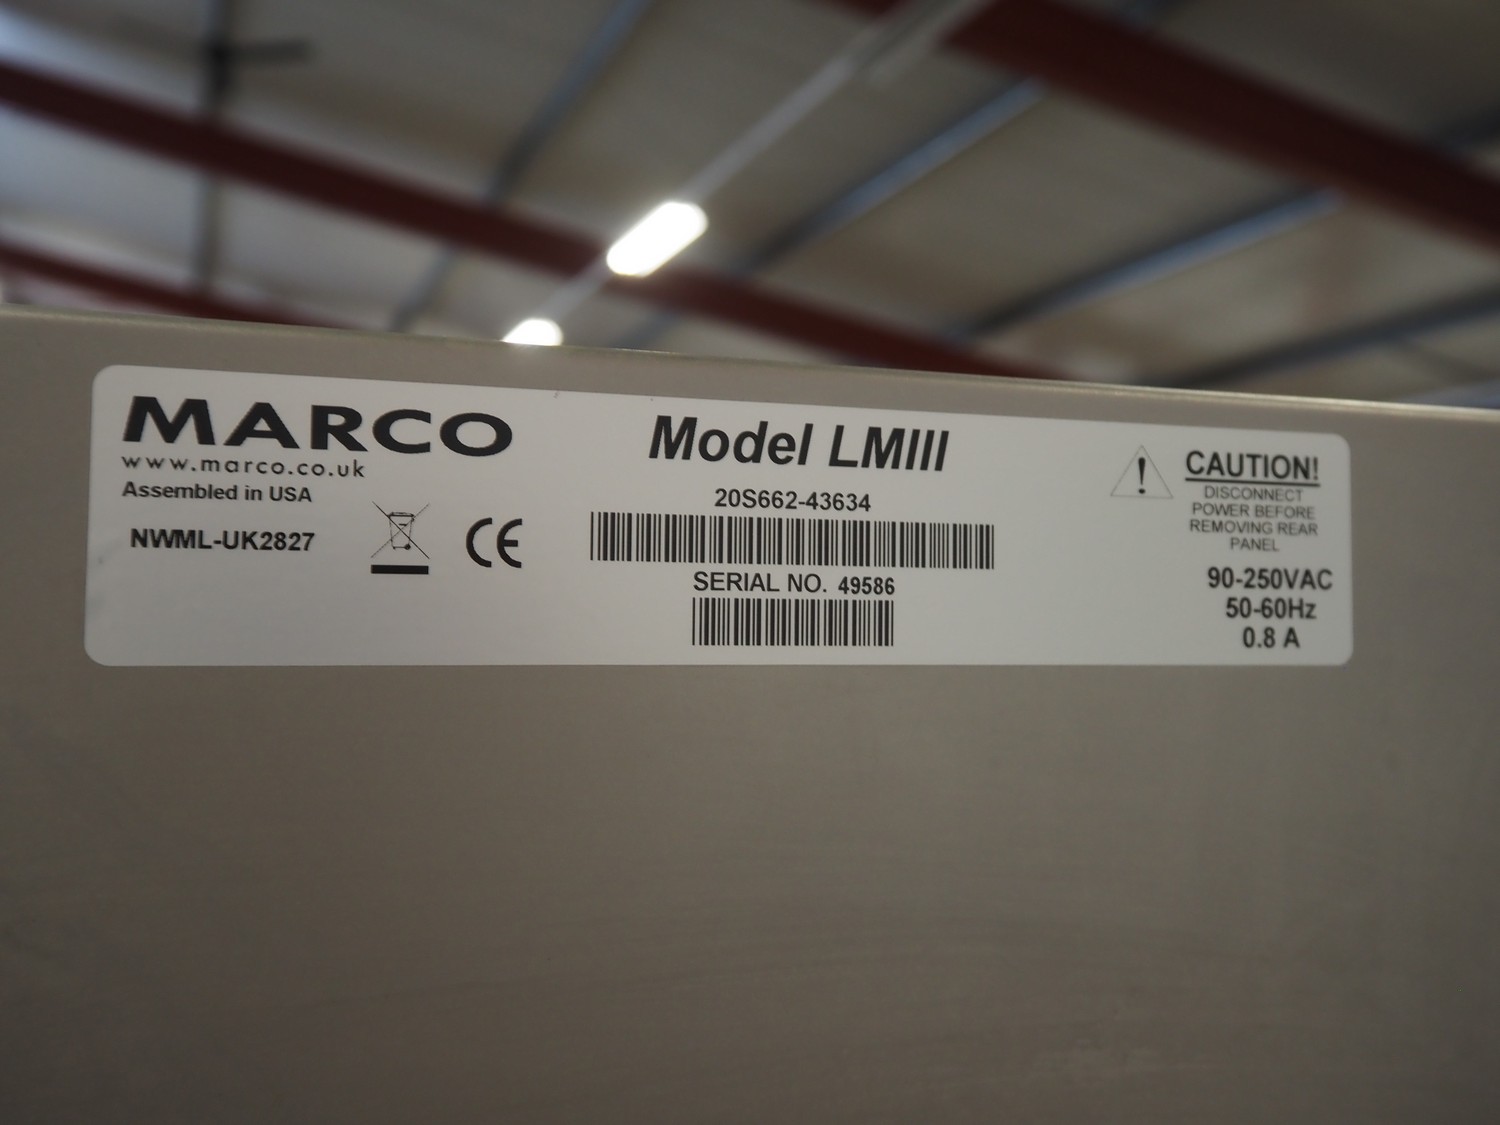 MARCO
www.marco.co.uk
Assembled in USA
NWML-UK2827
CE
Model LMIII
20S662-43634
SERIAL NO. 49586
!
CAUTION!
DISCONNECT
POWER BEFORE
REMOVING REAR
PANEL
90-250VAC
50-60Hz
0.8 A